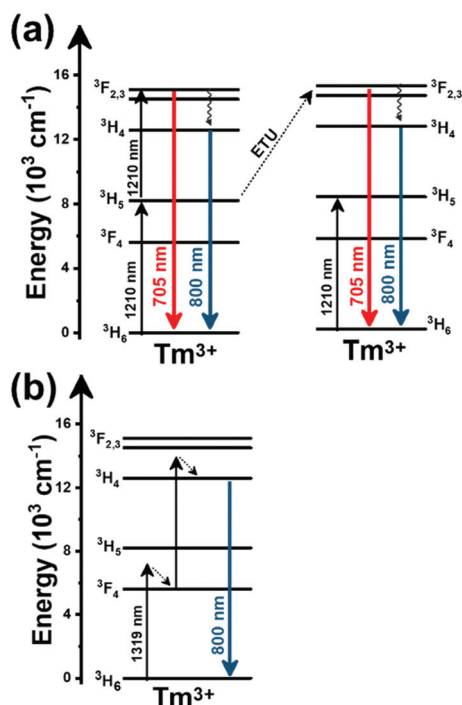 (a)
Energy (10³ cm⁻¹)
16
12
8
4
0
³F₂,₃
³H₄
³H₅
³F₄
³H₆
1210 nm
1210 nm
705 nm
800 nm
Tm³⁺
ETU
³F₂,₃
³H₄
³H₅
³F₄
³H₆
1210 nm
705 nm
800 nm
Tm³⁺
(b)
Energy (10³ cm⁻¹)
16
12
8
4
0
³F₂,₃
³H₄
³H₅
³F₄
³H₆
1319 nm
800 nm
Tm³⁺